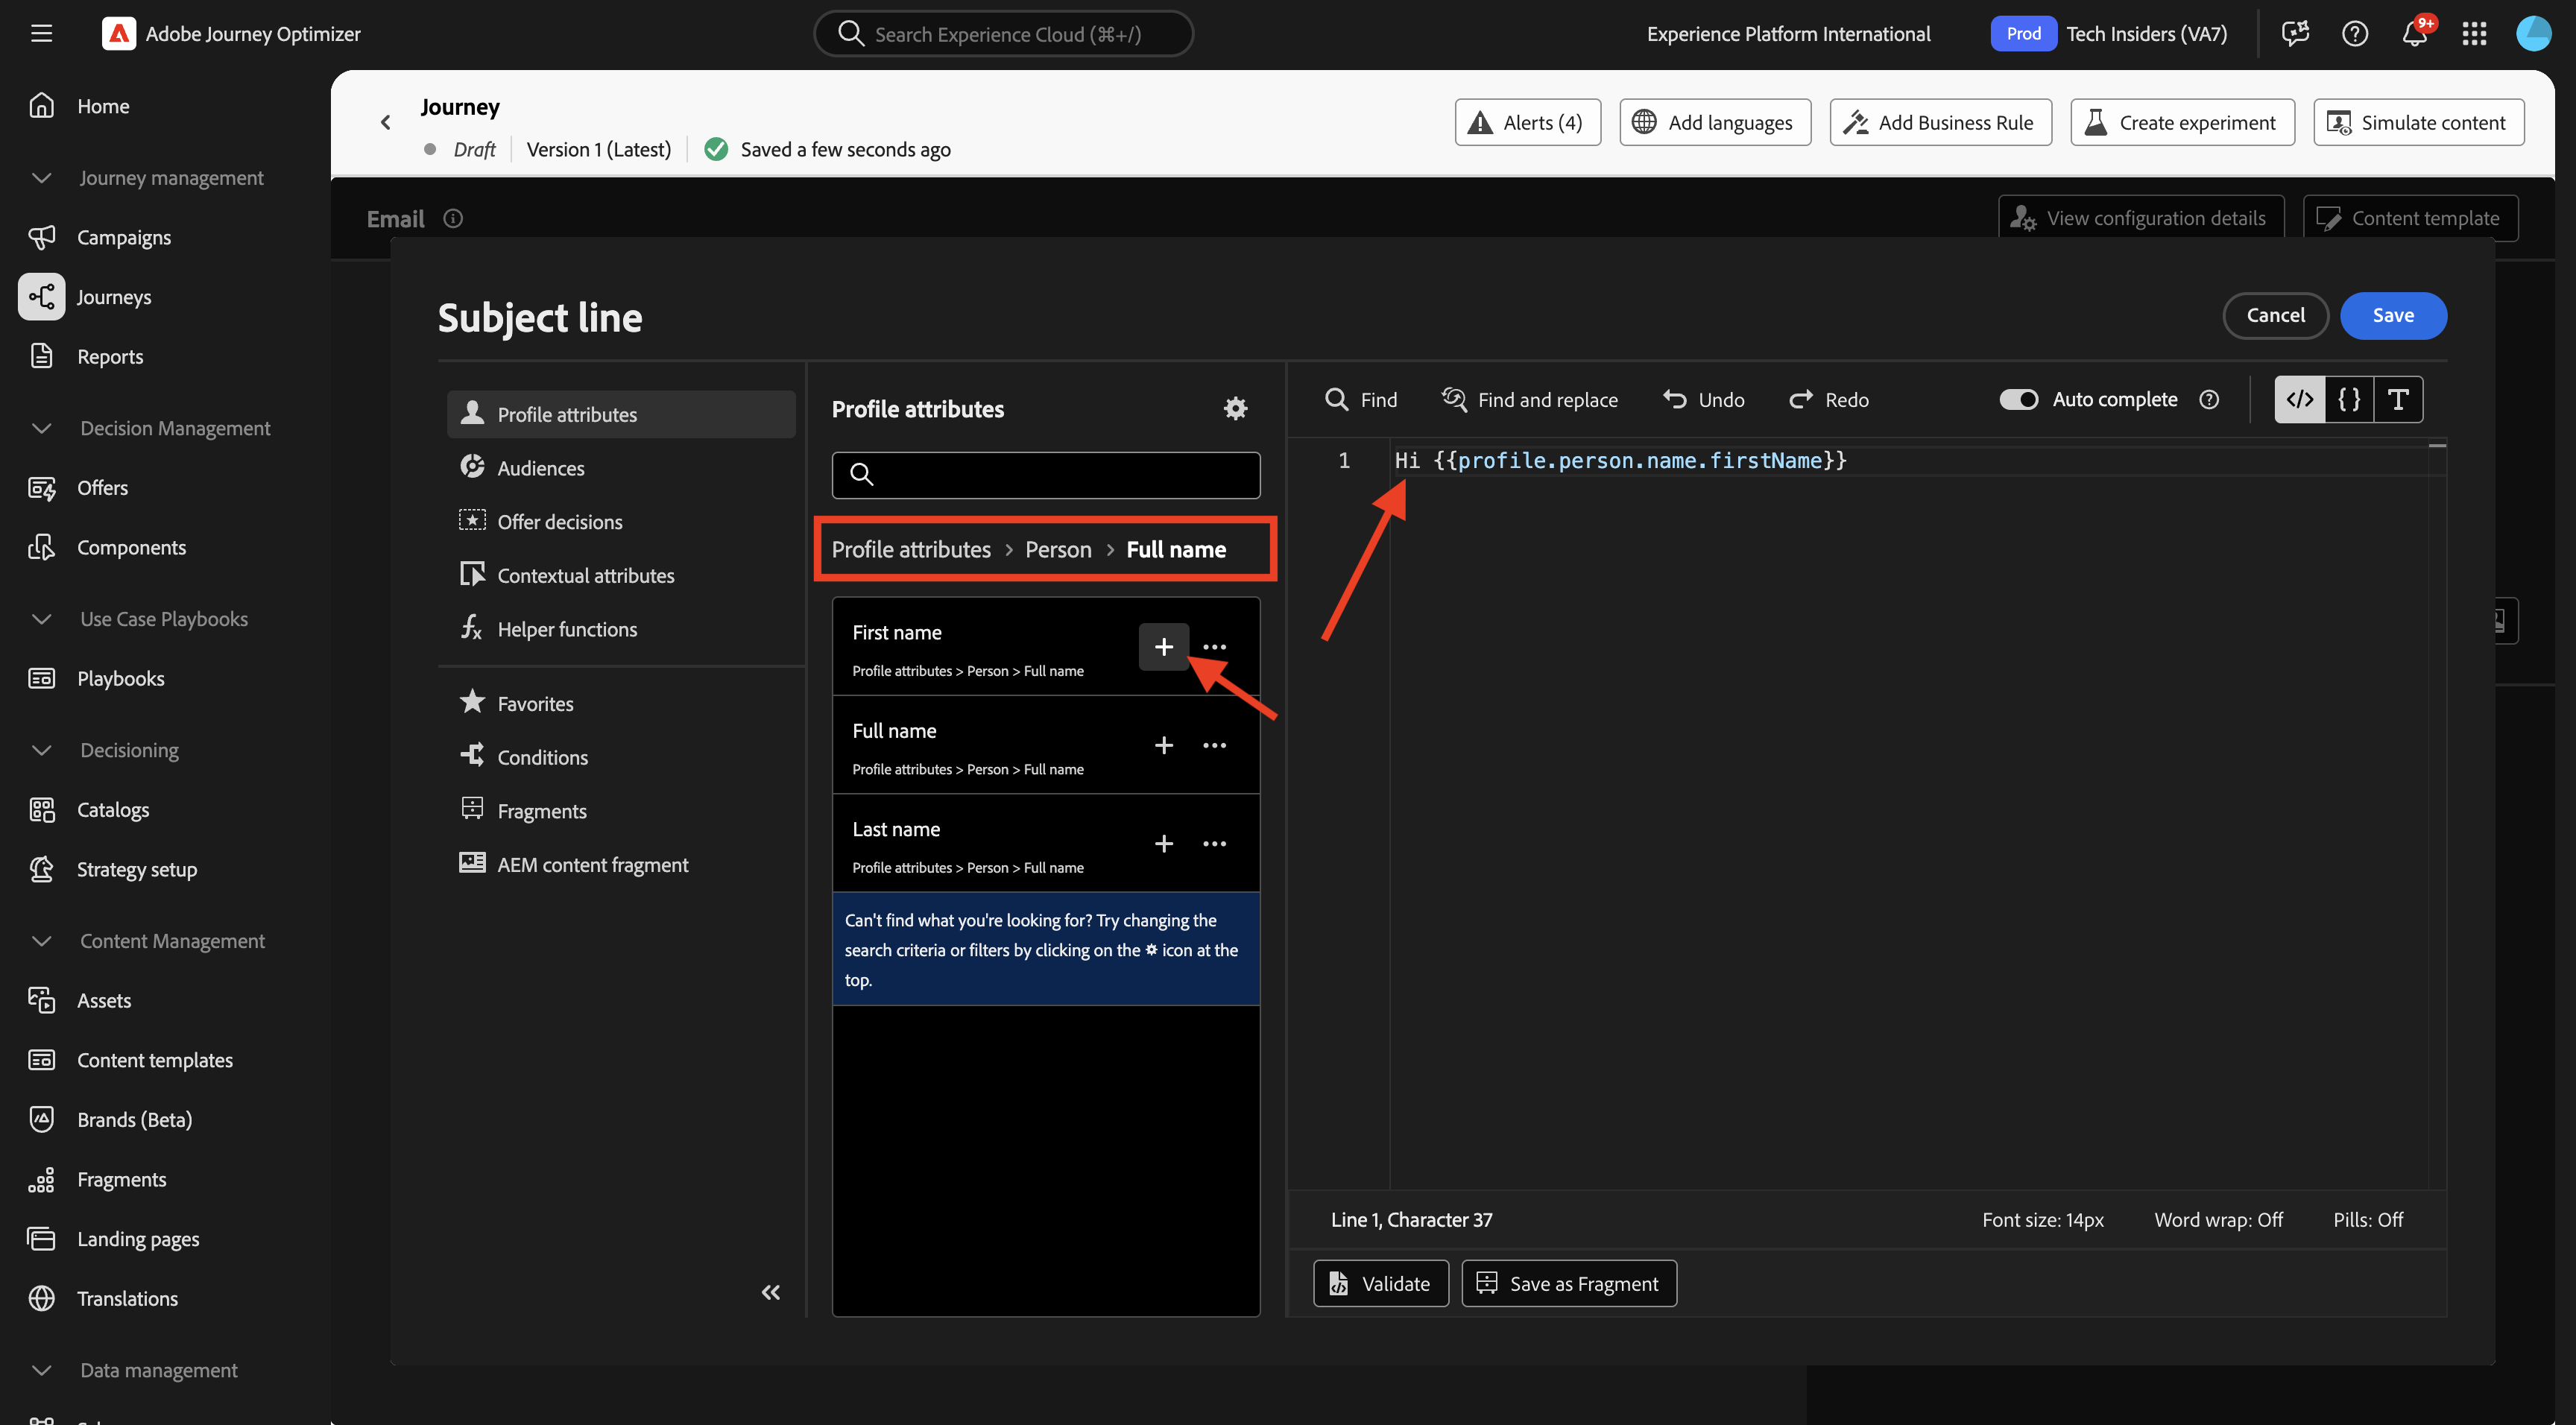 Adobe Journey Optimizer
Search Experience Cloud (⌘+/)
Experience Platform International
Prod
Tech Insiders (VA7)
9+
Home
Journey management
Campaigns
Journeys
Reports
Decision Management
Offers
Components
Use Case Playbooks
Playbooks
Decisioning
Catalogs
Strategy setup
Content Management
Assets
Content templates
Brands (Beta)
Fragments
Landing pages
Translations
Data management
Journey
Draft
Version 1 (Latest)
Saved a few seconds ago
Alerts (4)
Add languages
Add Business Rule
Create experiment
Simulate content
Email
View configuration details
Content template
Subject line
Cancel
Save
Profile attributes
Audiences
Offer decisions
Contextual attributes
Helper functions
Favorites
Conditions
Fragments
AEM content fragment
Profile attributes
Profile attributes > Person > Full name
First name
Profile attributes > Person > Full name
Full name
Profile attributes > Person > Full name
Last name
Profile attributes > Person > Full name
Can't find what you're looking for? Try changing the
search criteria or filters by clicking on the icon at the
top.
Find
Find and replace
Undo
Redo
Auto complete
1 Hi {{profile.person.name.firstName}}
Line 1, Character 37
Font size: 14px
Word wrap: Off
Pills: Off
Validate
Save as Fragment